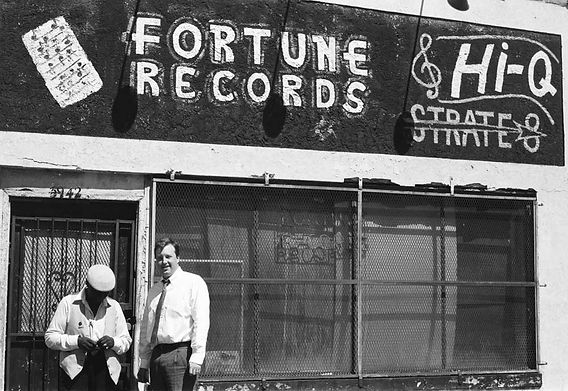 FORTUNE
RECORDS
Hi-Q
STRATE 8